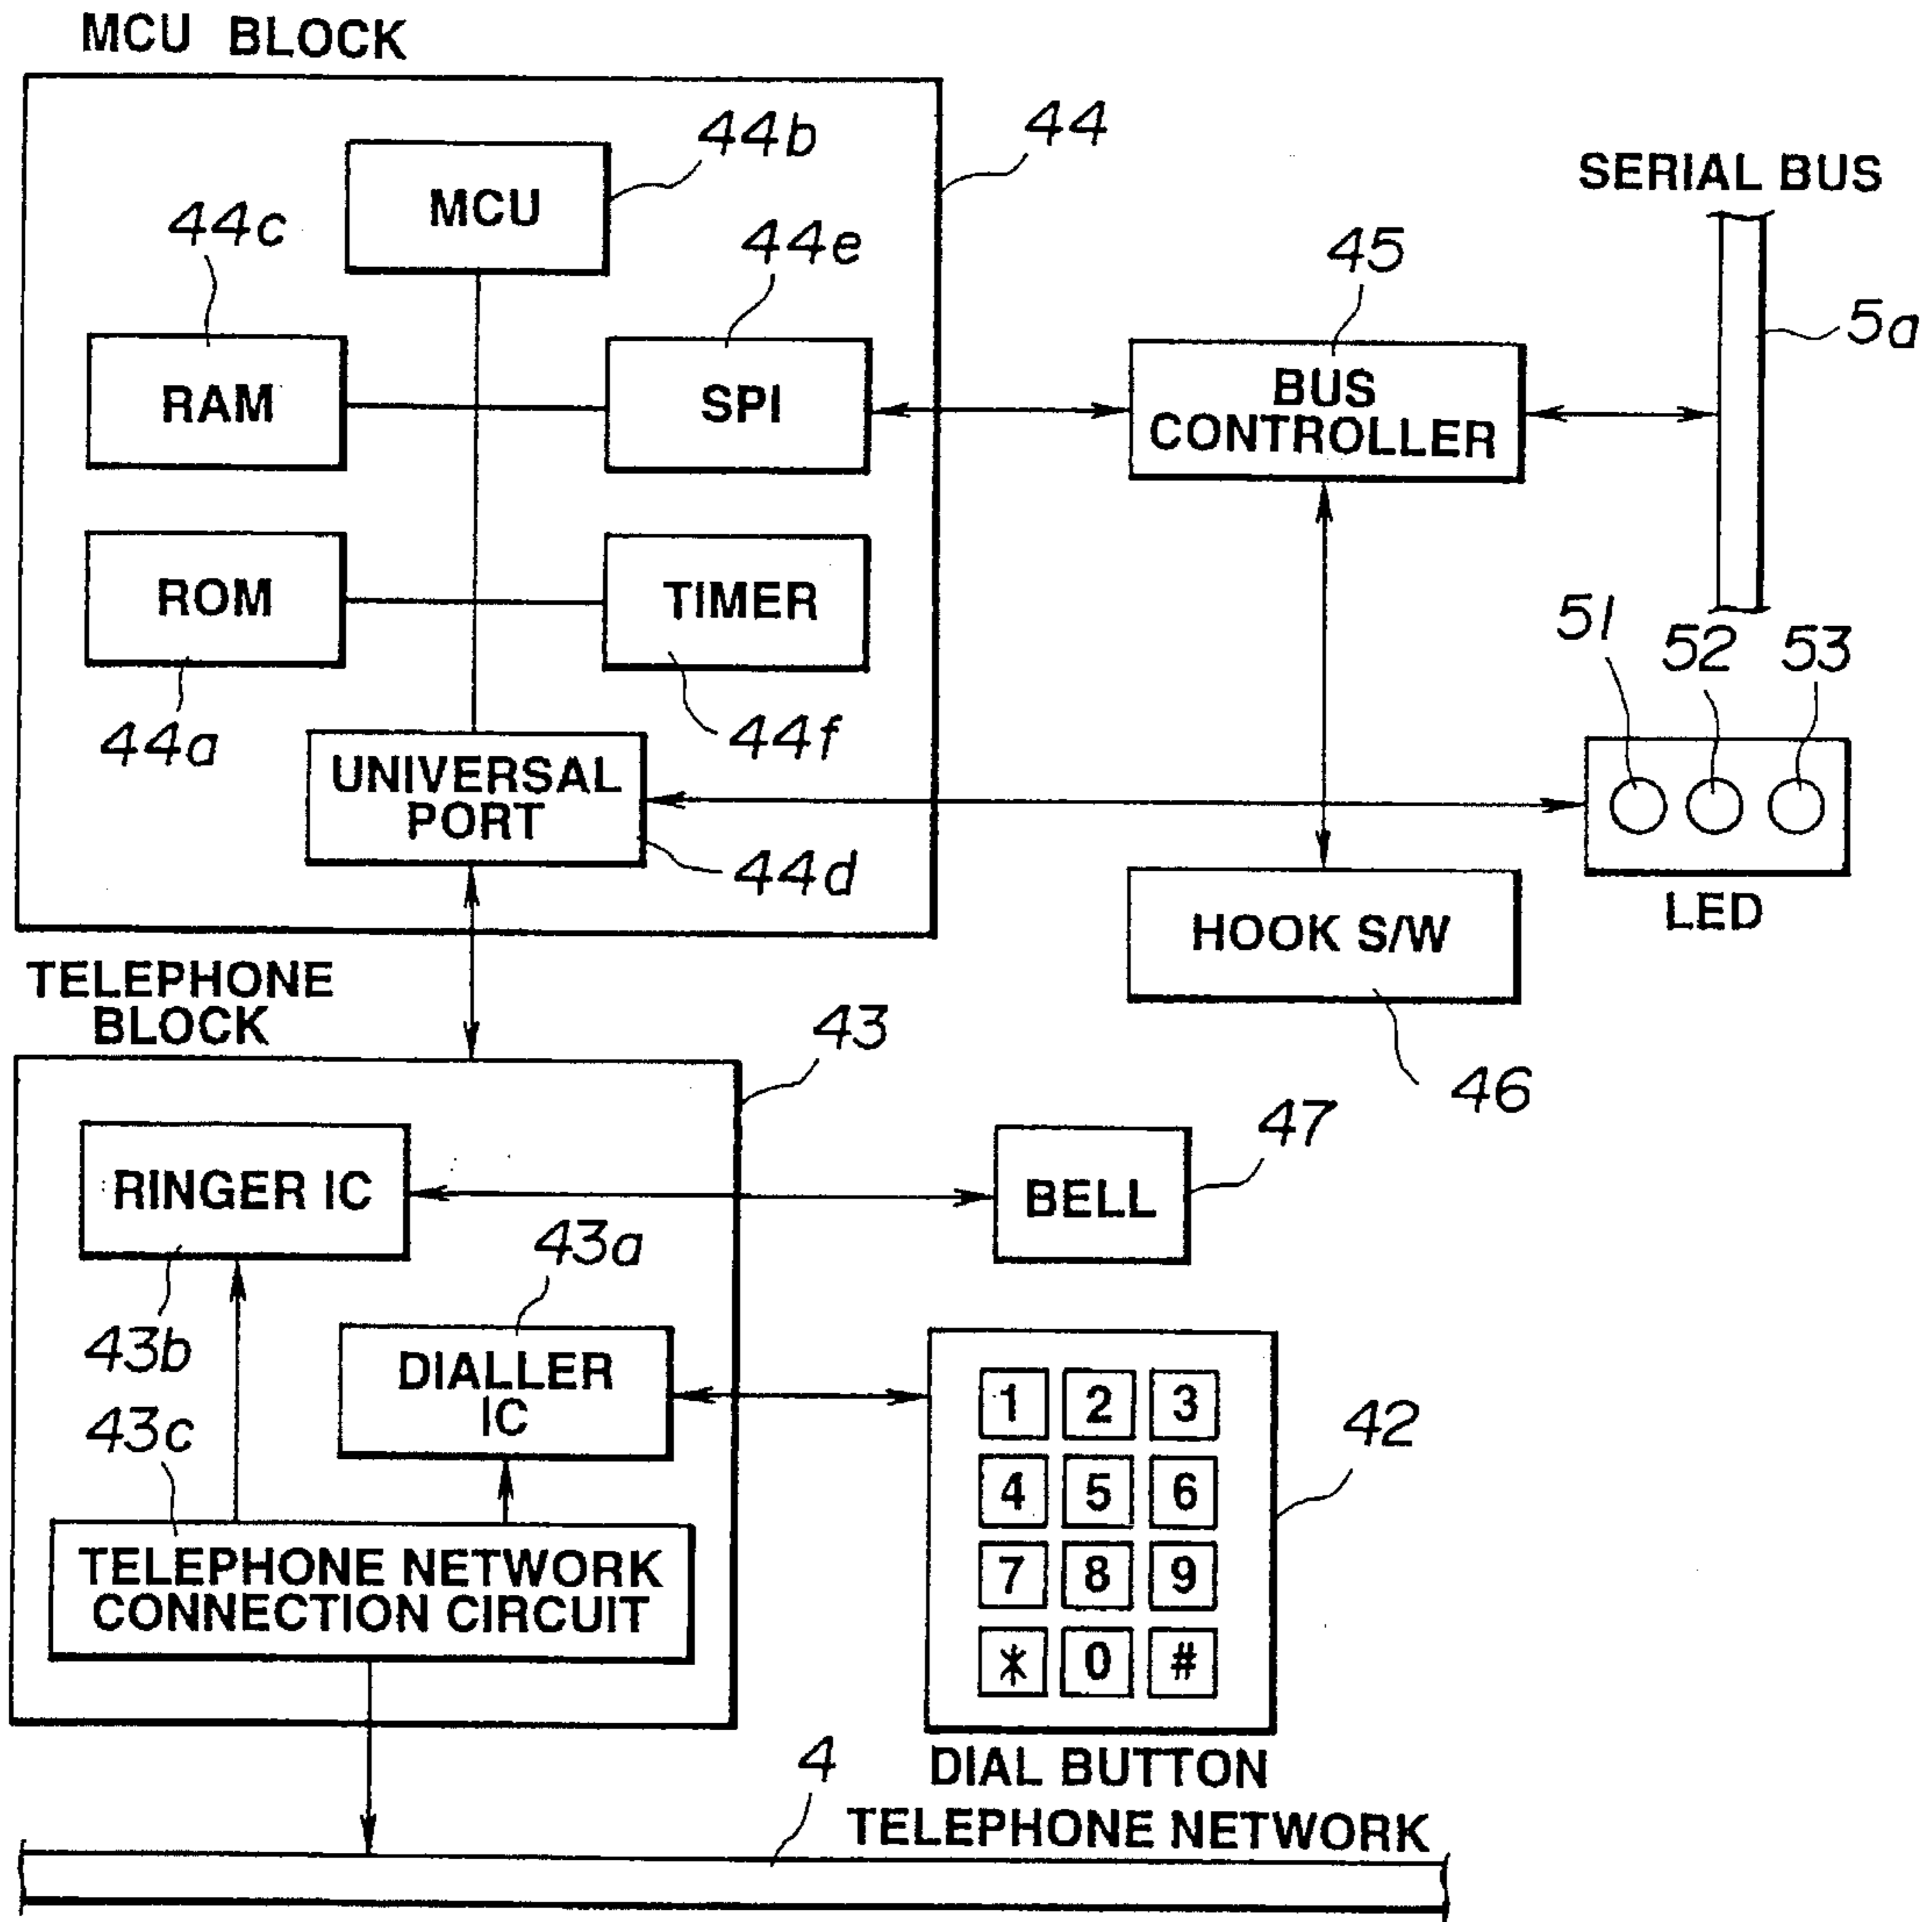 MCU BLOCK
44
44b
MCU
SERIAL BUS
44c
44e
45
5a
RAM
SPI
BUS
CONTROLLER
ROM
TIMER
51
52
53
44a
44f
UNIVERSAL
PORT
44d
LED
HOOK S/W
TELEPHONE
BLOCK
43
46
47
RINGER IC
BELL
43a
43b
DIALLER
IC
1 2 3
42
43c
4 5 6
TELEPHONE NETWORK
CONNECTION CIRCUIT
7 8 9
* 0 #
DIAL BUTTON
4
TELEPHONE NETWORK